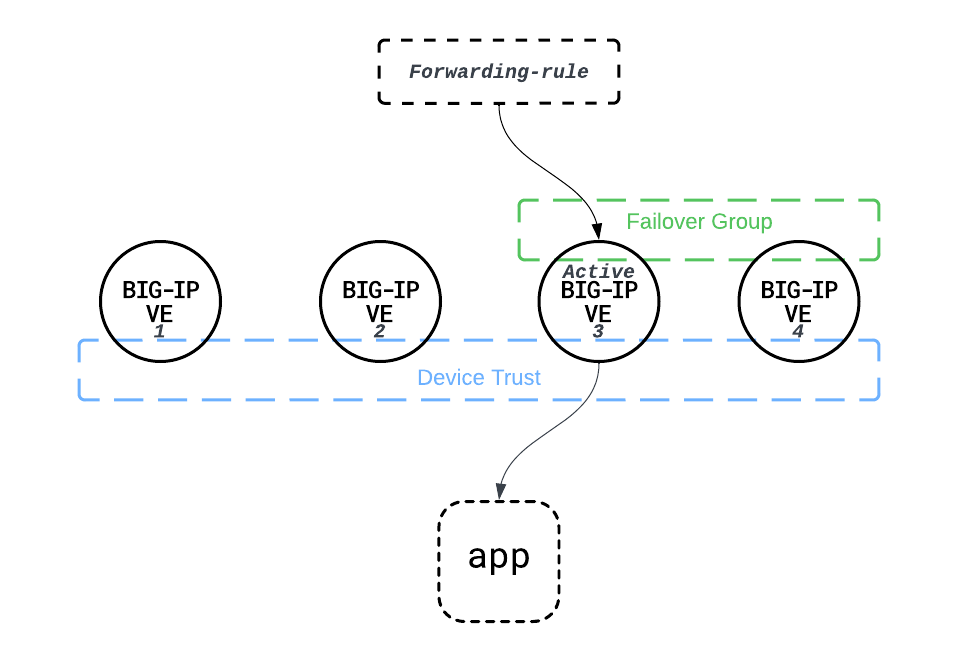 Forwarding-rule
Failover Group
BIG-IP
VE
1
BIG-IP
VE
2
Active
BIG-IP
VE
3
BIG-IP
VE
4
Device Trust
app